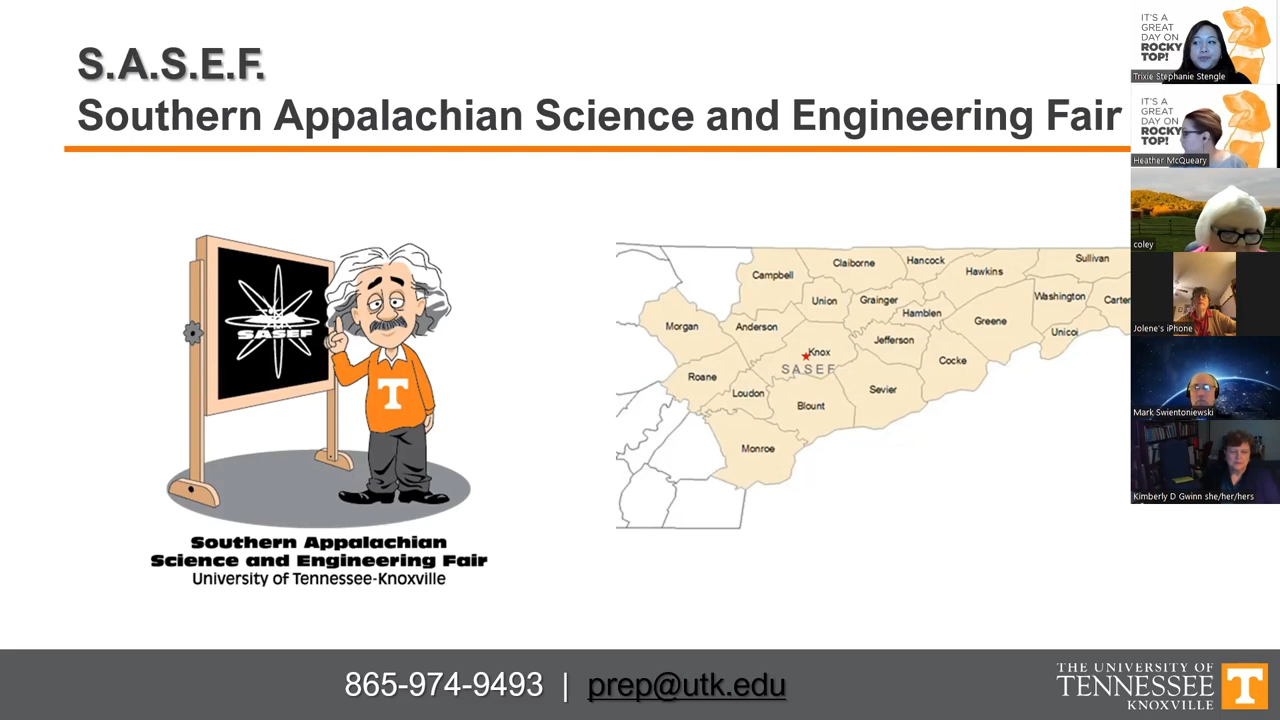 S.A.S.E.F.
Southern Appalachian Science and Engineering Fair
SASEF
T
Southern Appalachian
Science and Engineering Fair
University of Tennessee-Knoxville
Campbell
Claiborne
Hancock
Hawkins
Sullivan
Union
Grainger
Washington
Carter
Morgan
Anderson
Hamblen
Greene
Unicoi
Knox
Jefferson
Cocke
SASEF
Roane
Loudon
Sevier
Blount
Monroe
IT'S A
GREAT
DAY ON
ROCKY
TOP!
Trixie Stephanie Stengle
IT'S A
GREAT
DAY ON
ROCKY
TOP!
Heather McQueary
coley
Jolene's iPhone
Mark Swientoniewski
Kimberly D Gwinn she/her/hers
865-974-9493 | prep@utk.edu
THE UNIVERSITY OF
TENNESSEE
KNOXVILLE
T